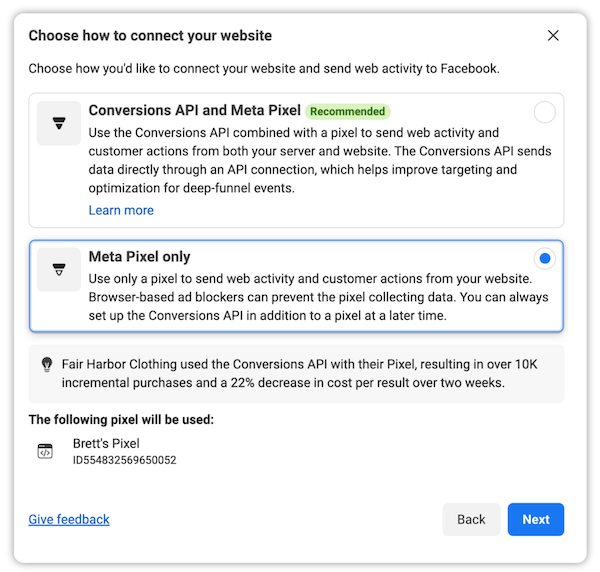 Choose how to connect your website
Choose how you'd like to connect your website and send web activity to Facebook.
Conversions API and Meta Pixel Recommended
Use the Conversions API combined with a pixel to send web activity and
customer actions from both your server and website. The Conversions API sends
data directly through an API connection, which helps improve targeting and
optimization for deep-funnel events.
Learn more
Meta Pixel only
Use only a pixel to send web activity and customer actions from your website.
Browser-based ad blockers can prevent the pixel collecting data. You can always
set up the Conversions API in addition to a pixel at a later time.
Fair Harbor Clothing used the Conversions API with their Pixel, resulting in over 10K
incremental purchases and a 22% decrease in cost per result over two weeks.
The following pixel will be used:
Brett's Pixel
ID554832569650052
Give feedback
Back
Next